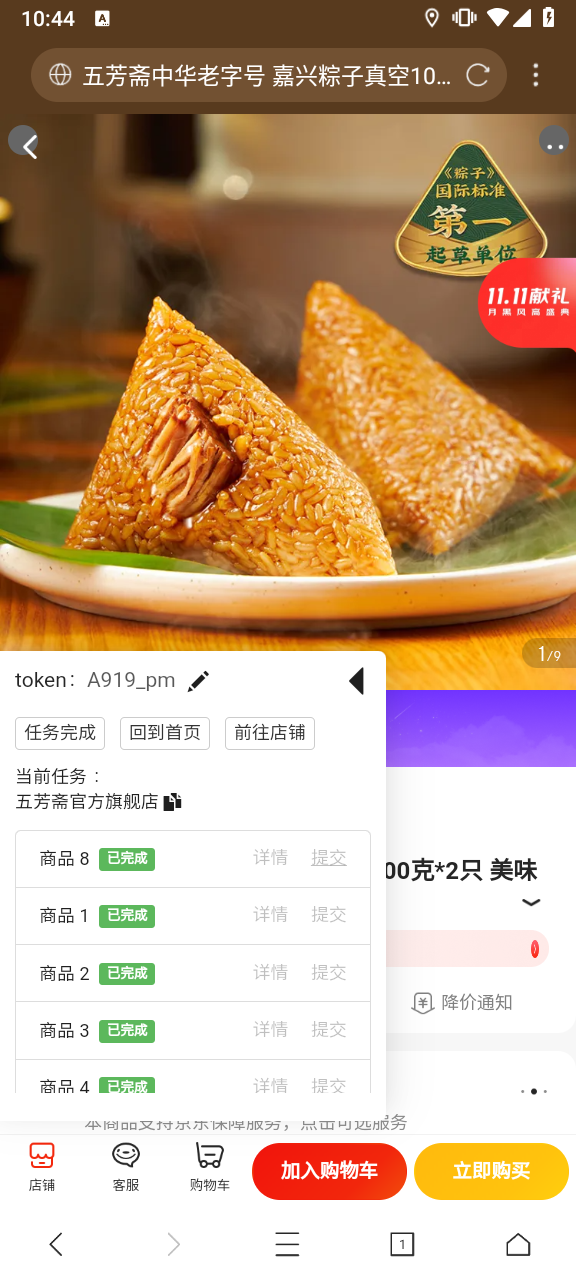 10:44
A
五芳斋中华老字号 嘉兴粽子真空10...
《粽子》
国际标准
第一
起草单位
11.11献礼
月黑风高盛典
1/9
token： A919_pm
任务完成 回到首页 前往店铺
当前任务：
五芳斋官方旗舰店
商品 8 已完成 详情 提交
00克*2只 美味
商品 1 已完成 详情 提交
商品 2 已完成 详情 提交
降价通知
商品 3 已完成 详情 提交
商品 4 已完成 详情 提交
本商品支持京东保障服务，点击可选服务
店铺 客服 购物车 加入购物车 立即购买
1